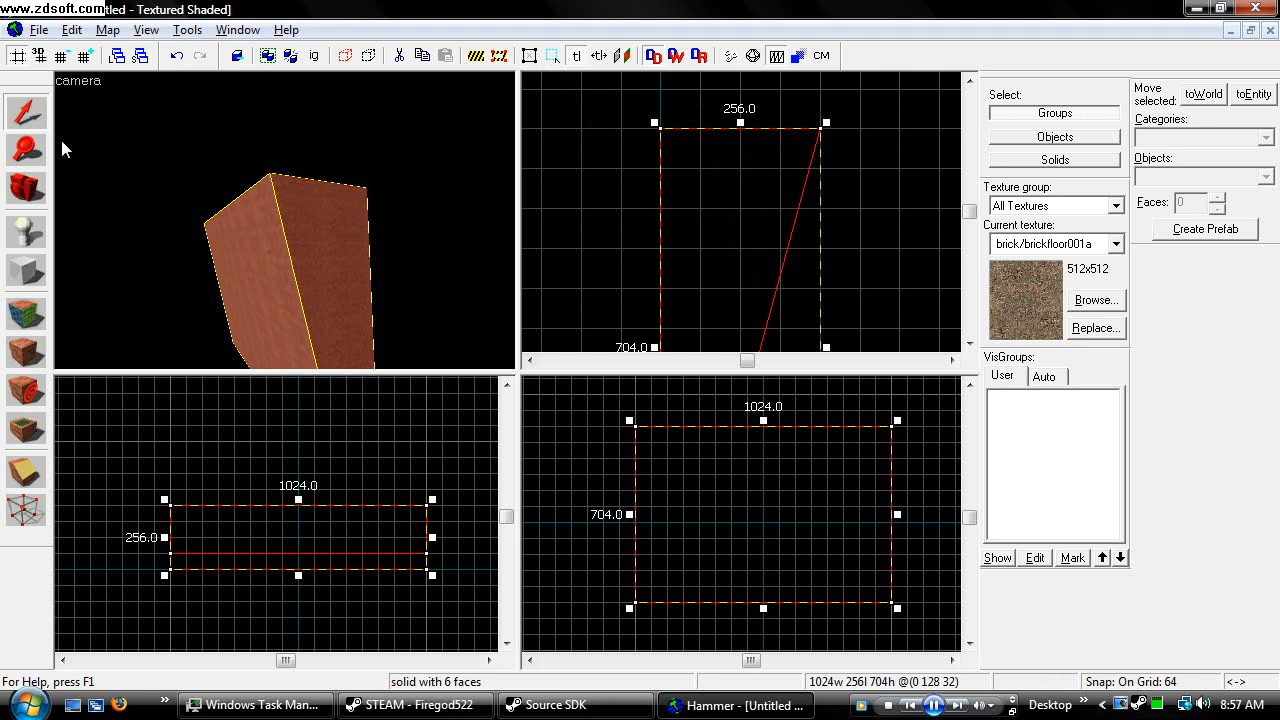 www.zdsoft.com
ntitled - Textured Shaded]
File Edit Map View Tools Window Help
3D
ig
tl
CM
camera
256.0
704.0
1024.0
256.0
1024.0
704.0
Select:
Groups
Objects
Solids
Texture group:
All Textures
Current texture:
brick/brickfloor001a
512x512
Browse...
Replace...
VisGroups:
User Auto
Show Edit Mark
Move selected:
toWorld toEntity
Categories:
Objects:
Faces: 0
Create Prefab
For Help, press F1
solid with 6 faces
1024w 256l 704h @(0 128 32)
Snap: On Grid: 64
<->
Windows Task Man...
STEAM - Firegod522
Source SDK
Hammer - [Untitled ...
Desktop
8:57 AM